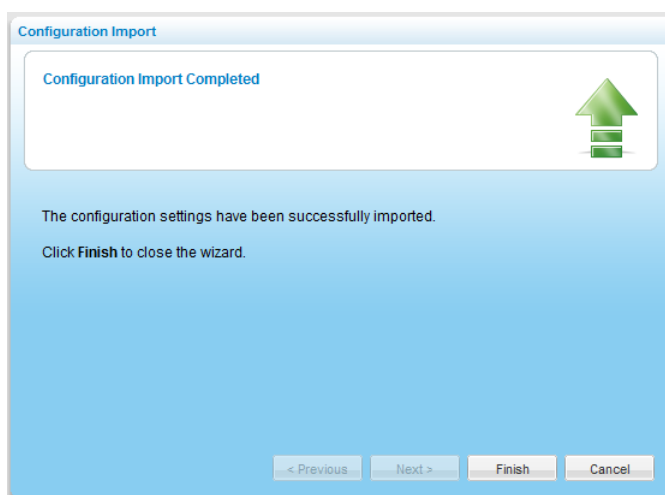 Configuration Import
Configuration Import Completed
The configuration settings have been successfully imported.
Click Finish to close the wizard.
< Previous
Next >
Finish
Cancel